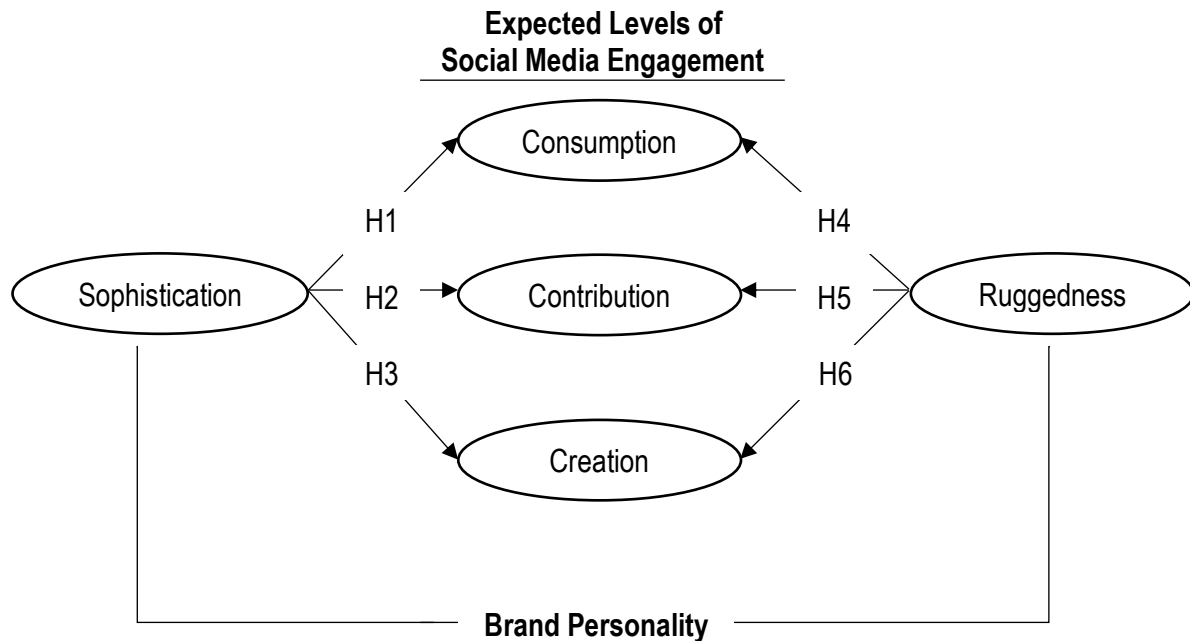 Expected Levels of
Social Media Engagement
Consumption
H1
H4
Sophistication
H2
Contribution
H5
Ruggedness
H3
H6
Creation
Brand Personality